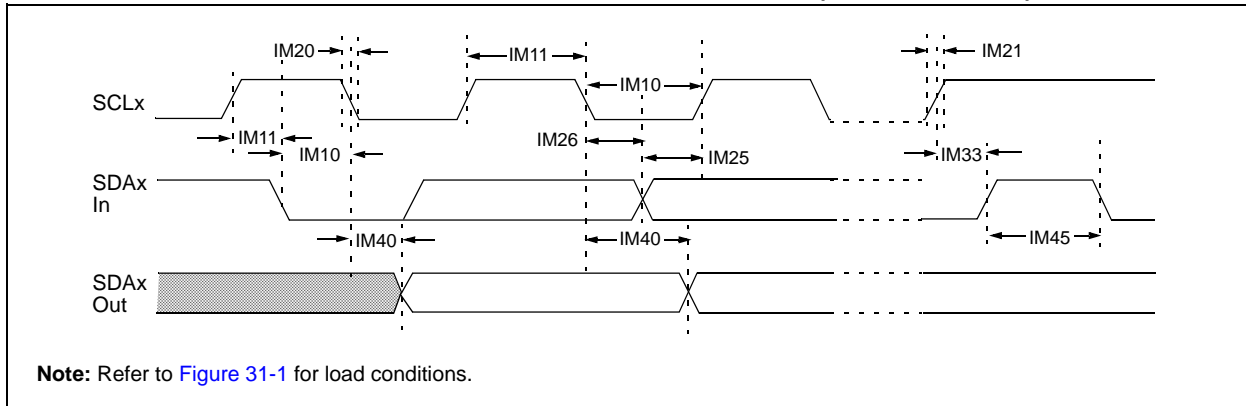 IM20
IM11
IM21
IM10
SCLx
IM11
IM26
IM10
IM33
IM25
SDAx
In
IM40
IM40
IM45
SDAx
Out
Note: Refer to Figure 31-1 for load conditions.